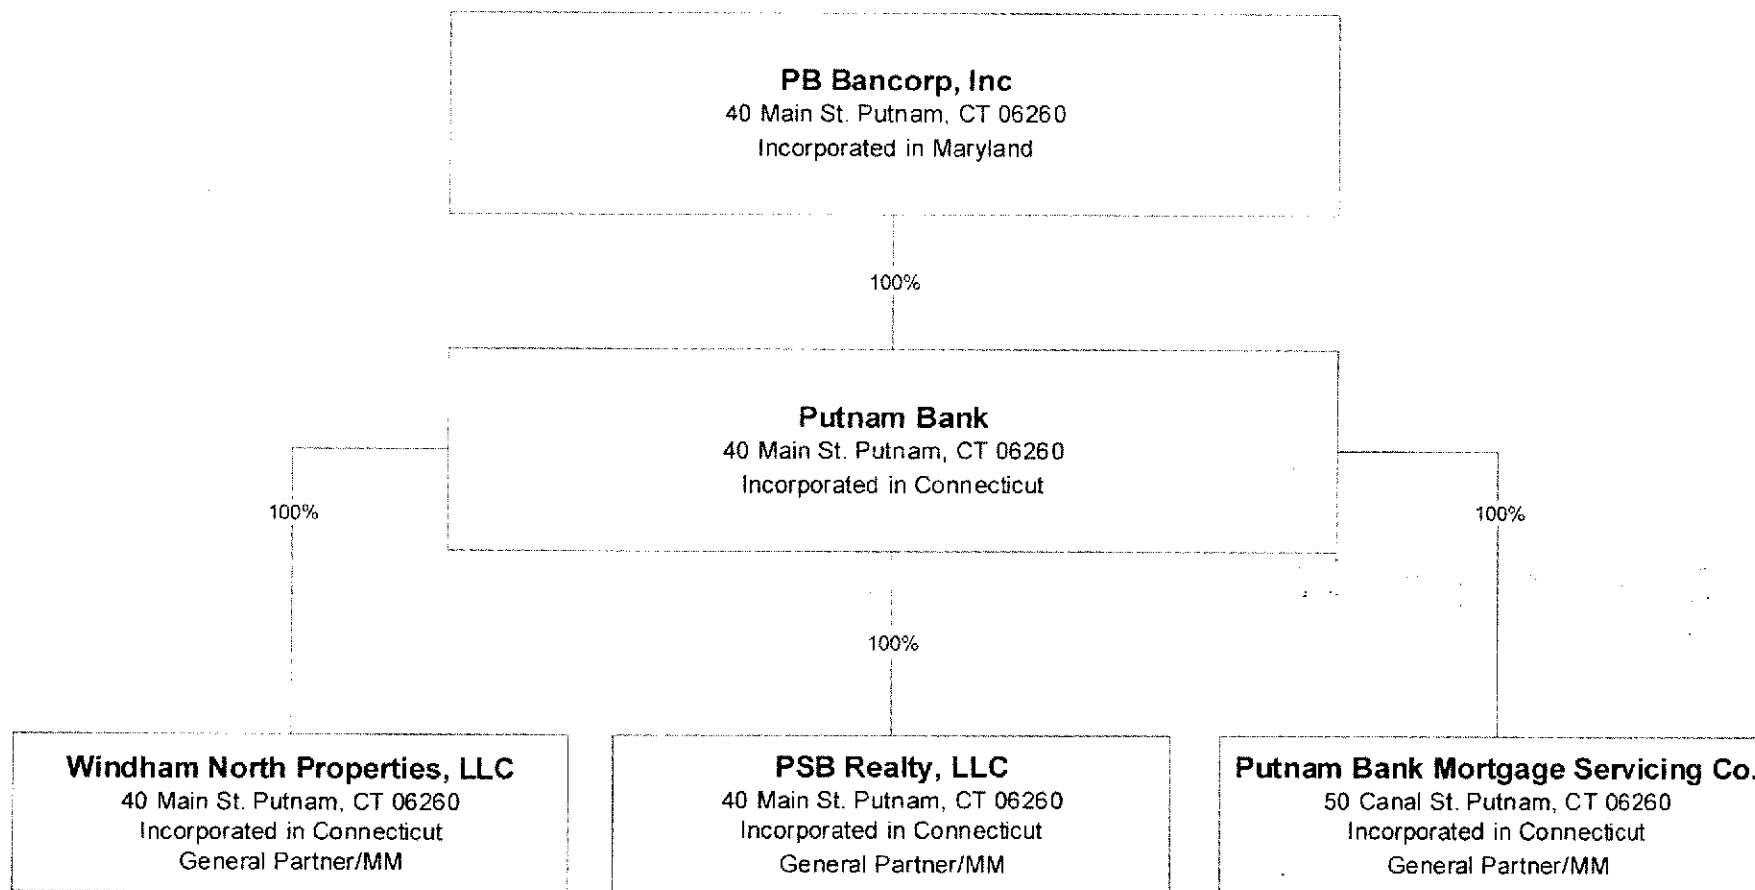 PB Bancorp, Inc
40 Main St. Putnam, CT 06260
Incorporated in Maryland
100%
Putnam Bank
40 Main St. Putnam, CT 06260
Incorporated in Connecticut
100%
100%
100%
Windham North Properties, LLC
40 Main St. Putnam, CT 06260
Incorporated in Connecticut
General Partner/MM
PSB Realty, LLC
40 Main St. Putnam, CT 06260
Incorporated in Connecticut
General Partner/MM
Putnam Bank Mortgage Servicing Co.
50 Canal St. Putnam, CT 06260
Incorporated in Connecticut
General Partner/MM